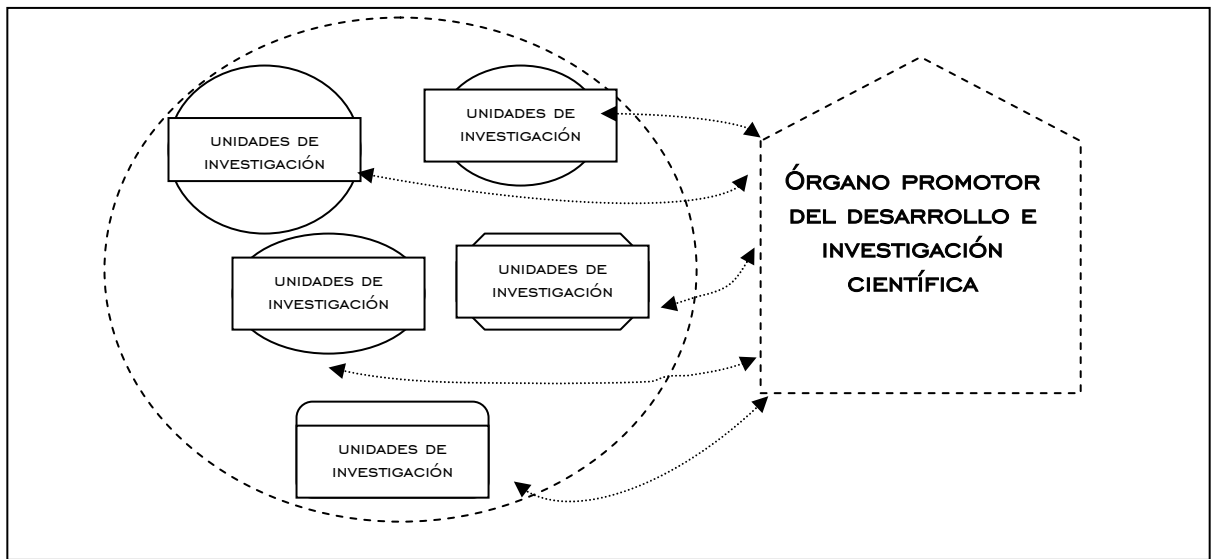 UNIDADES DE
INVESTIGACIÓN
UNIDADES DE
INVESTIGACIÓN
UNIDADES DE
INVESTIGACIÓN
UNIDADES DE
INVESTIGACIÓN
UNIDADES DE
INVESTIGACIÓN
ÓRGANO PROMOTOR
DEL DESARROLLO E
INVESTIGACIÓN
CIENTÍFICA